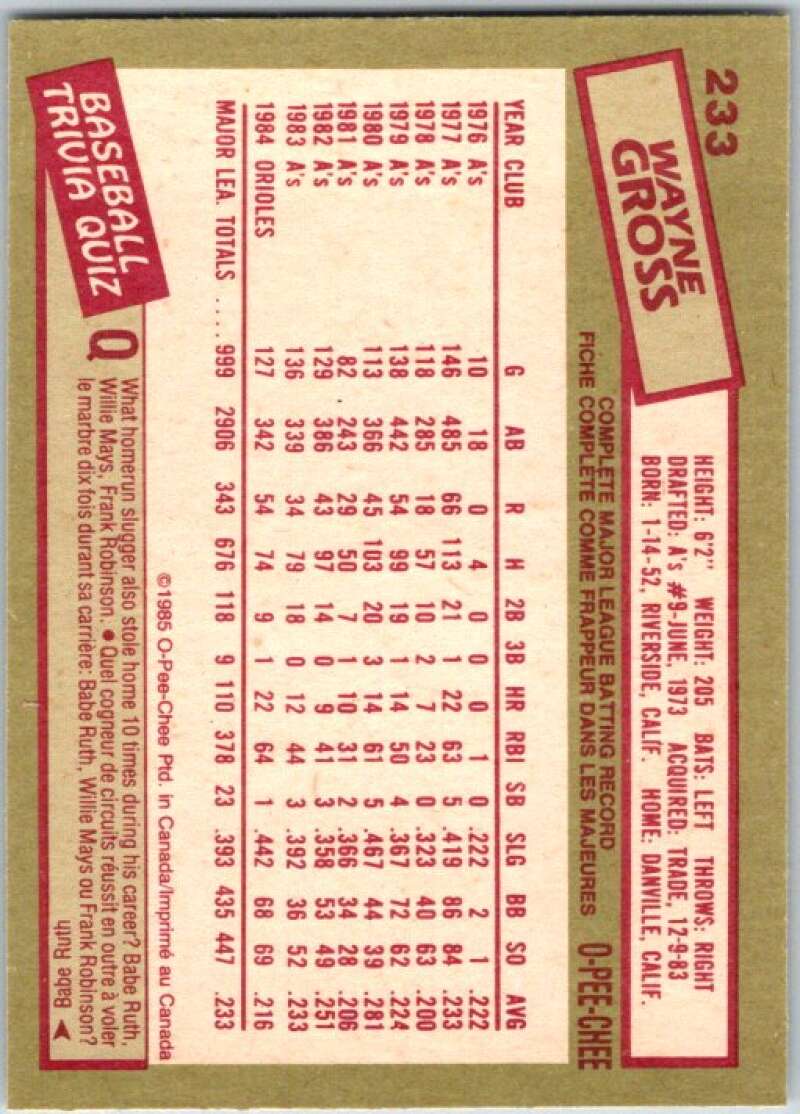 233
WAYNE
GROSS
HEIGHT: 6'2" WEIGHT: 205 BATS: LEFT THROWS: RIGHT
DRAFTED: A's #9-JUNE, 1973 ACQUIRED: TRADE, 12-9-83
BORN: 1-14-52, RIVERSIDE, CALIF. HOME: DANVILLE, CALIF.
COMPLETE MAJOR LEAGUE BATTING RECORD
FICHE COMPLÈTE COMME FRAPPEUR DANS LES MAJEURES O-PEE-CHEE
YEAR CLUB G AB R H 2B 3B HR RBI SB SLG BB SO AVG
1976 A's 10 18 0 4 0 0 0 1 0 .222 2 1 .222
1977 A's 146 485 66 113 21 1 22 63 5 .419 86 84 .233
1978 A's 118 285 18 57 10 2 7 23 0 .323 40 63 .200
1979 A's 138 442 54 99 19 1 14 50 4 .367 72 62 .224
1980 A's 113 366 45 103 20 3 14 61 5 .467 44 39 .281
1981 A's 82 243 29 50 7 1 10 31 2 .366 34 28 .206
1982 A's 129 386 43 97 14 0 9 41 3 .358 53 49 .251
1983 A's 136 339 34 79 18 0 12 44 3 .392 36 52 .233
1984 ORIOLES 127 342 54 74 9 1 22 64 1 .442 68 69 .216
MAJOR LEA. TOTALS .... 999 2906 343 676 118 9 110 378 23 .393 435 447 .233
©1985 O-Pee-Chee Ptd. in Canada/Imprimé au Canada
BASEBALL
TRIVIA QUIZ
Q What homerun slugger also stole home 10 times during his career? Babe Ruth,
Willie Mays, Frank Robinson. ● Quel cogneur de circuits réussit en outre à voler
le marbre dix fois durant sa carrière: Babe Ruth, Willie Mays ou Frank Robinson?
Babe Ruth